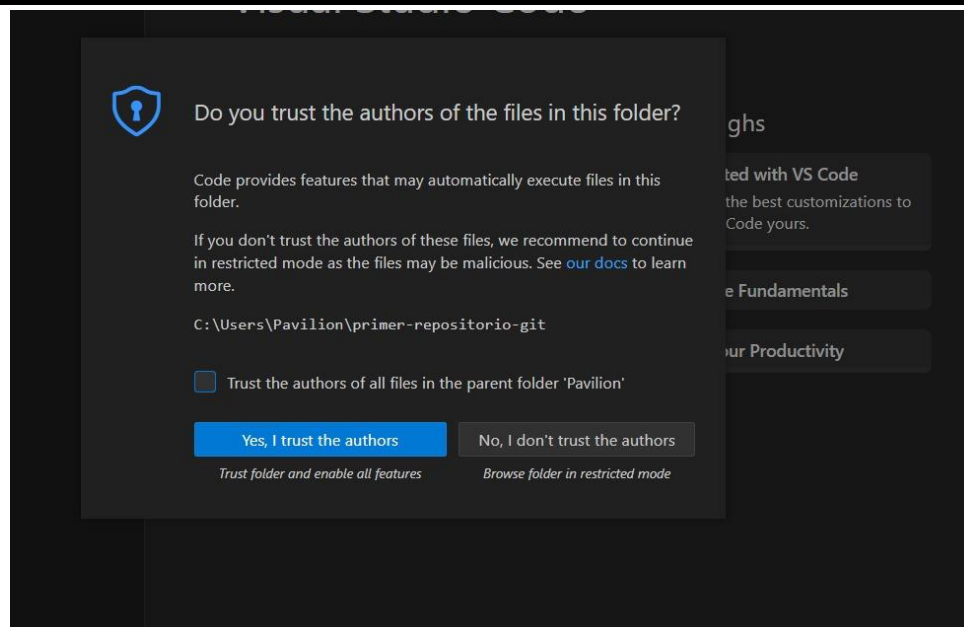 Visual Studio Code
Do you trust the authors of the files in this folder?
Code provides features that may automatically execute files in this
folder.
If you don't trust the authors of these files, we recommend to continue
in restricted mode as the files may be malicious. See our docs to learn
more.
C:\Users\Pavilion\primer-repositorio-git
Trust the authors of all files in the parent folder 'Pavilion'
Yes, I trust the authors
No, I don't trust the authors
Trust folder and enable all features
Browse folder in restricted mode
ghs
ted with VS Code
the best customizations to
Code yours.
e Fundamentals
ur Productivity